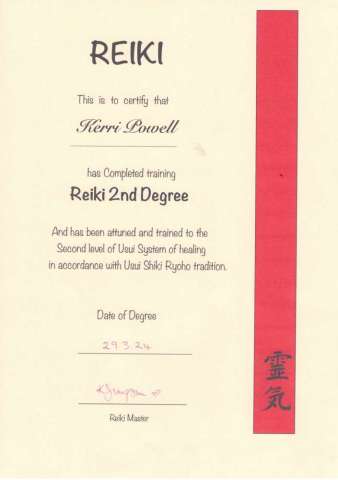 REIKI
This is to certify that
Kerri Powell
has Completed training
Reiki 2nd Degree
And has been attuned and trained to the
Second level of Usui System of healing
in accordance with Usui Shiki Ryoho tradition.
Date of Degree
29.3.24
Reiki Master
靈
気